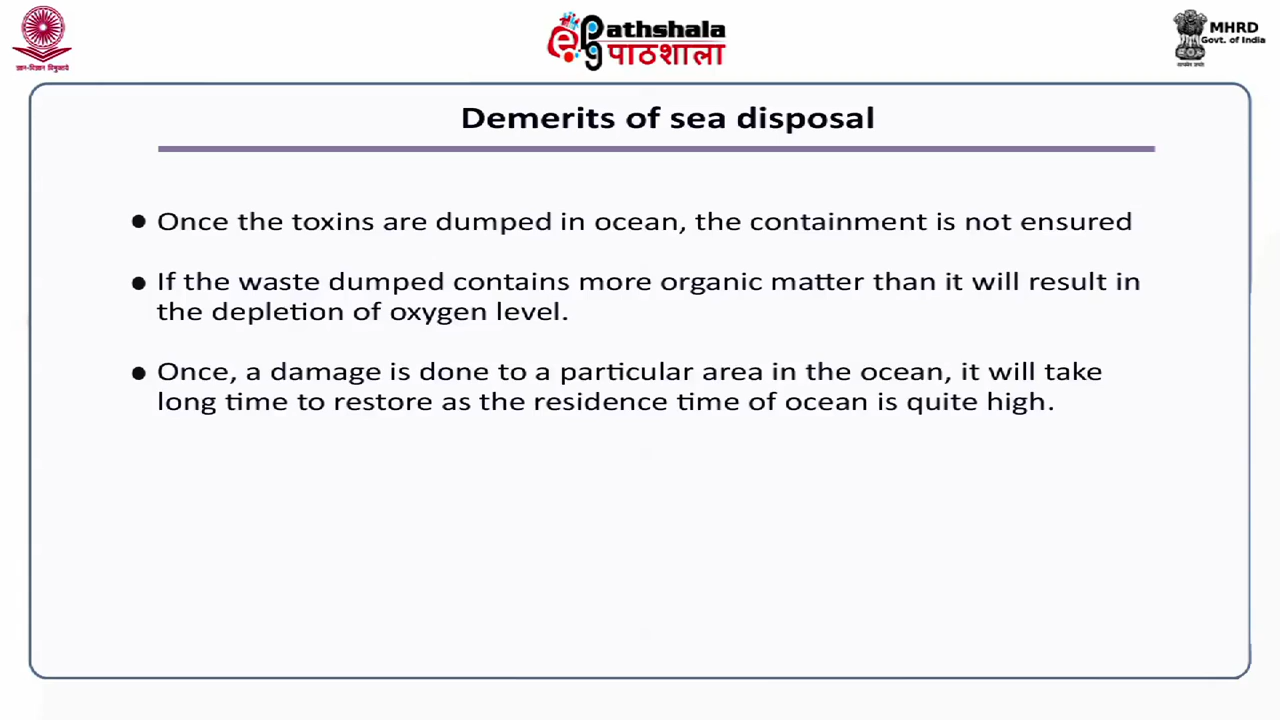 ज्ञान-विज्ञान विमुक्तये
Pathshala
पाठशाला
MHRD
Govt. of India
Demerits of sea disposal
● Once the toxins are dumped in ocean, the containment is not ensured
● If the waste dumped contains more organic matter than it will result in
the depletion of oxygen level.
● Once, a damage is done to a particular area in the ocean, it will take
long time to restore as the residence time of ocean is quite high.